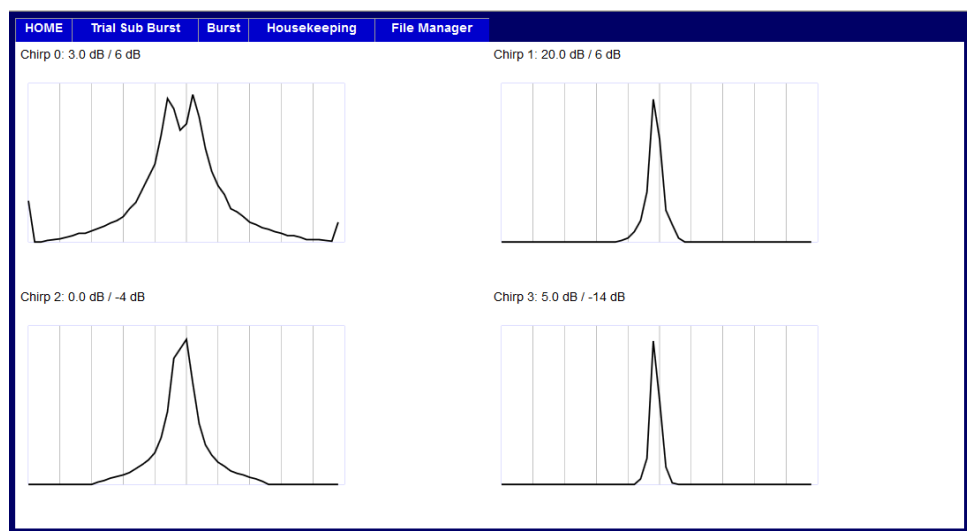 HOME Trial Sub Burst Burst Housekeeping File Manager
Chirp 0: 3.0 dB / 6 dB
Chirp 1: 20.0 dB / 6 dB
Chirp 2: 0.0 dB / -4 dB
Chirp 3: 5.0 dB / -14 dB